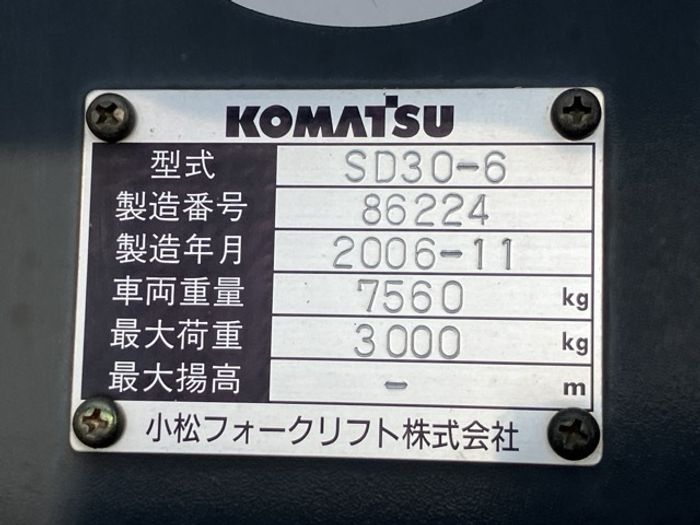 KOMATSU
型式 SD30-6
製造番号 86224
製造年月 2006-11
車両重量 7560 kg
最大荷重 3000 kg
最大揚高 - m
小松フォークリフト株式会社